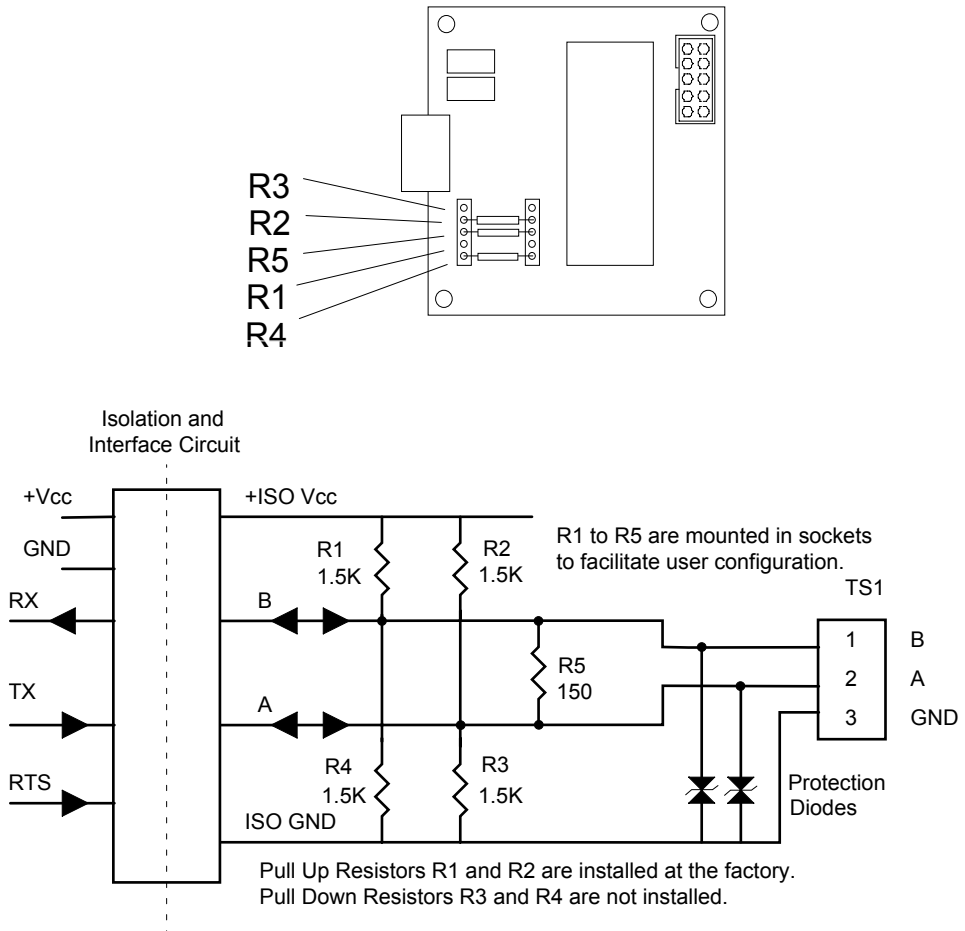 R3
R2
R5
R1
R4
Isolation and
Interface Circuit
+Vcc
+ISO Vcc
GND
R1
1.5K
R2
1.5K
R1 to R5 are mounted in sockets
to facilitate user configuration.
TS1
RX
B
1
B
R5
150
2
A
TX
A
3
GND
RTS
R4
1.5K
R3
1.5K
Protection
Diodes
ISO GND
Pull Up Resistors R1 and R2 are installed at the factory.
Pull Down Resistors R3 and R4 are not installed.